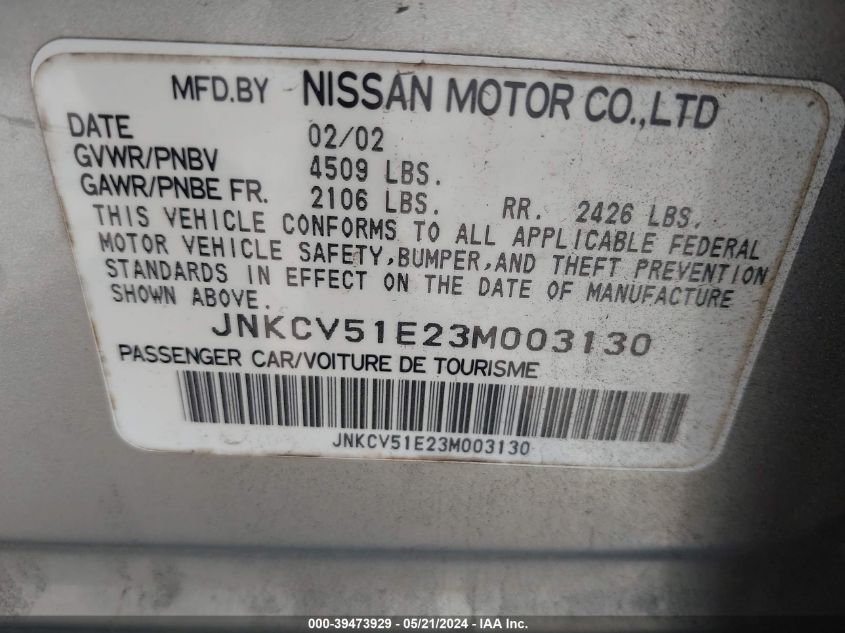 MFD.BY NISSAN MOTOR CO.,LTD
DATE 02/02
GVWR/PNBV 4509 LBS.
GAWR/PNBE FR. 2106 LBS. RR. 2426 LBS.
THIS VEHICLE CONFORMS TO ALL APPLICABLE FEDERAL
MOTOR VEHICLE SAFETY,BUMPER,AND THEFT PREVENTION
STANDARDS IN EFFECT ON THE DATE OF MANUFACTURE
SHOWN ABOVE.
JNKCV51E23M003130
PASSENGER CAR/VOITURE DE TOURISME
JNKCV51E23M003130
000-39473929 - 05/21/2024 - IAAI Inc.